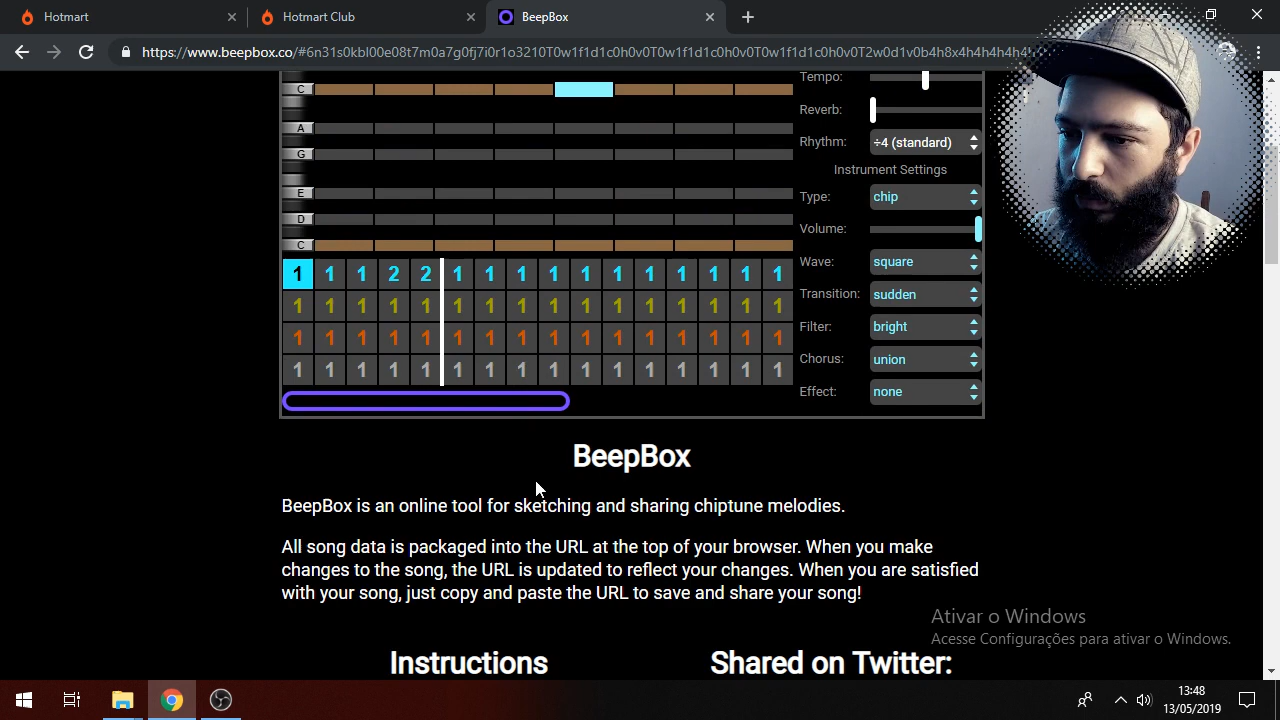 Hotmart
Hotmart Club
BeepBox
https://www.beepbox.co/#6n31s0kbl00e08t7m0a7g0fj7i0r1o3210T0w1f1d1c0h0v0T0w1f1d1c0h0v0T0w1f1d1c0h0v0T2w0d1v0b4h8x4h4h4h4h
C
A
G
E
D
C
Tempo:
Reverb:
Rhythm: ÷4 (standard)
Instrument Settings
Type: chip
Volume:
Wave: square
Transition: sudden
Filter: bright
Chorus: union
Effect: none
1 1 1 2 2 1 1 1 1 1 1 1 1 1 1 1
1 1 1 1 1 1 1 1 1 1 1 1 1 1 1 1
1 1 1 1 1 1 1 1 1 1 1 1 1 1 1 1
1 1 1 1 1 1 1 1 1 1 1 1 1 1 1 1
BeepBox
BeepBox is an online tool for sketching and sharing chiptune melodies.
All song data is packaged into the URL at the top of your browser. When you make
changes to the song, the URL is updated to reflect your changes. When you are satisfied
with your song, just copy and paste the URL to save and share your song!
Instructions
Shared on Twitter:
Ativar o Windows
Acesse Configurações para ativar o Windows.
13:48
13/05/2019